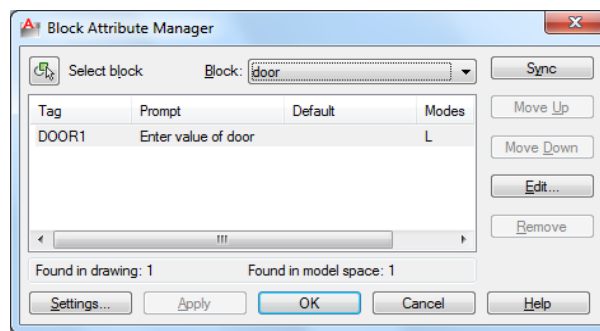 Block Attribute Manager
Select block Block: door Sync
Tag Prompt Default Modes Move Up
DOOR1 Enter value of door L
Move Down
Edit...
Remove
Found in drawing: 1 Found in model space: 1
Settings... Apply OK Cancel Help